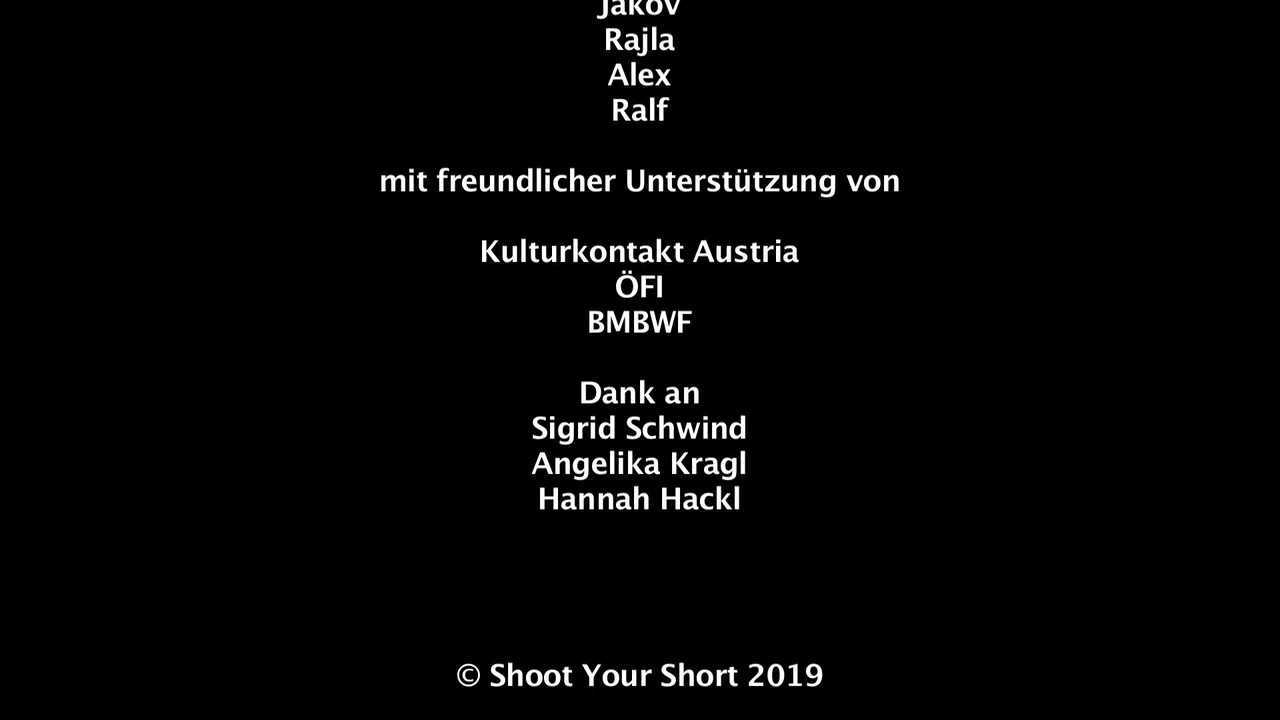 Jakov
Rajla
Alex
Ralf
mit freundlicher Unterstützung von
Kulturkontakt Austria
ÖFI
BMBWF
Dank an
Sigrid Schwind
Angelika Kragl
Hannah Hackl
© Shoot Your Short 2019